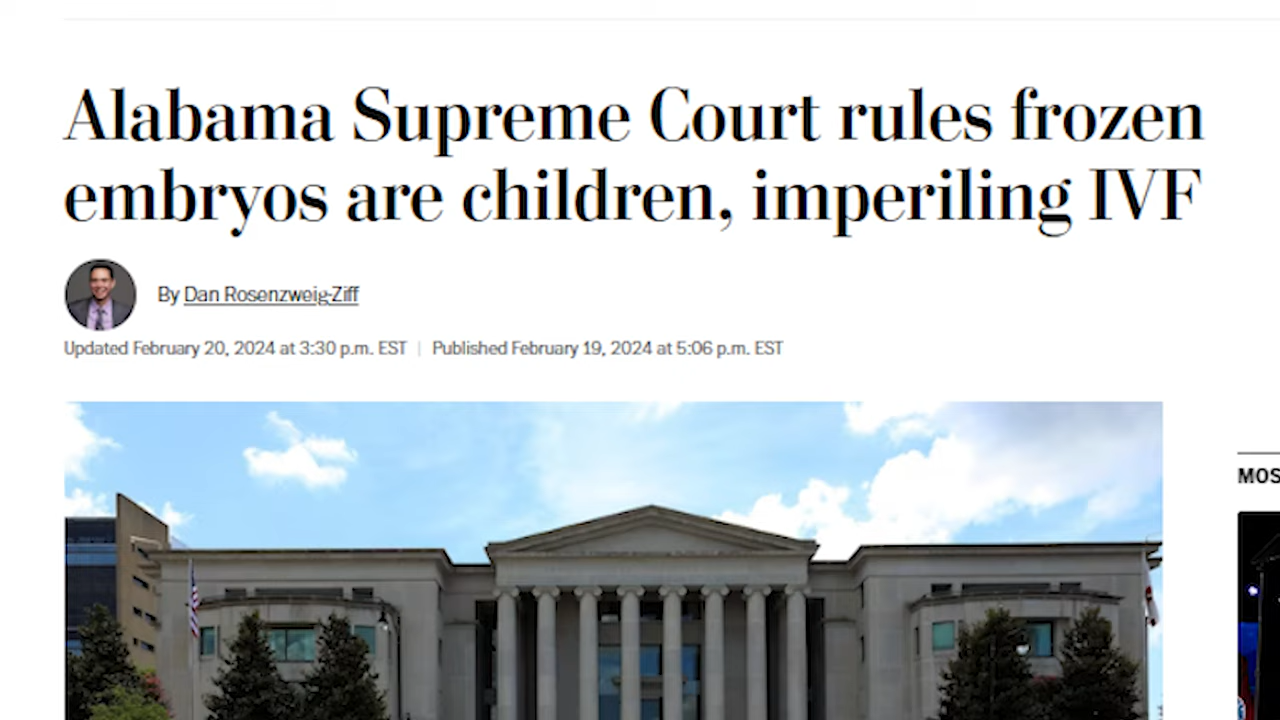 Alabama Supreme Court rules frozen
embryos are children, imperiling IVF
By Dan Rosenzweig-Ziff
Updated February 20, 2024 at 3:30 p.m. EST | Published February 19, 2024 at 5:06 p.m. EST
MOS